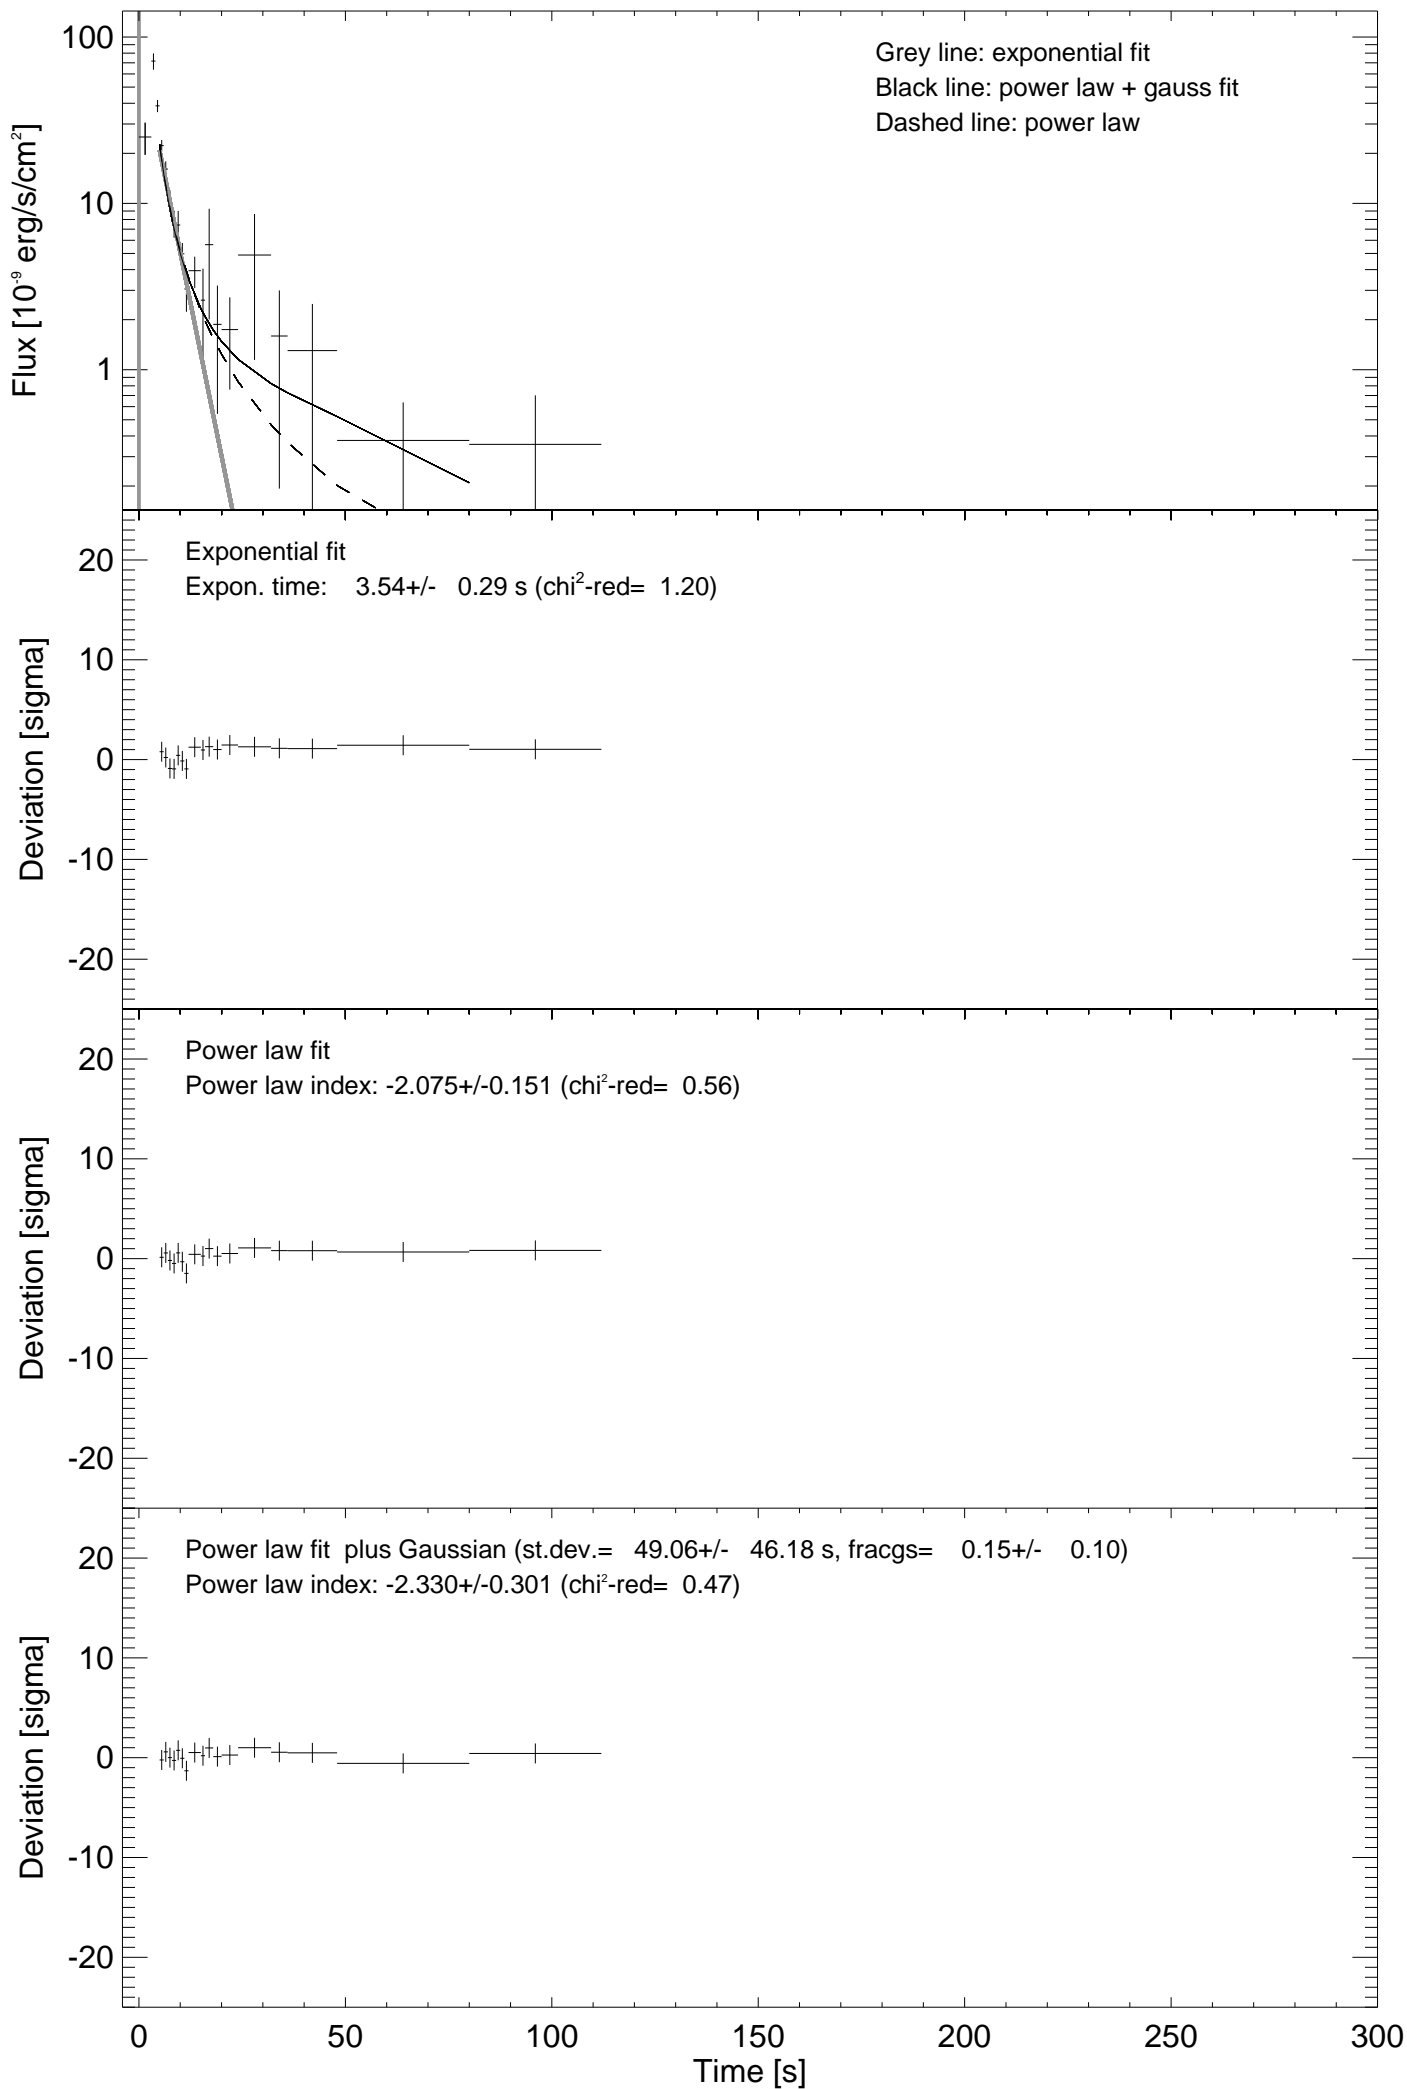 Grey line: exponential fit
Black line: power law + gauss fit
Dashed line: power law
100
10
1
Flux [10⁻⁹ erg/s/cm²]
Exponential fit
Expon. time: 3.54+/- 0.29 s (chi²-red= 1.20)
20
10
0
-10
-20
Deviation [sigma]
Power law fit
Power law index: -2.075+/-0.151 (chi²-red= 0.56)
20
10
0
-10
-20
Deviation [sigma]
Power law fit plus Gaussian (st.dev.= 49.06+/- 46.18 s, fracgs= 0.15+/- 0.10)
Power law index: -2.330+/-0.301 (chi²-red= 0.47)
20
10
0
-10
-20
Deviation [sigma]
0 50 100 150 200 250 300
Time [s]